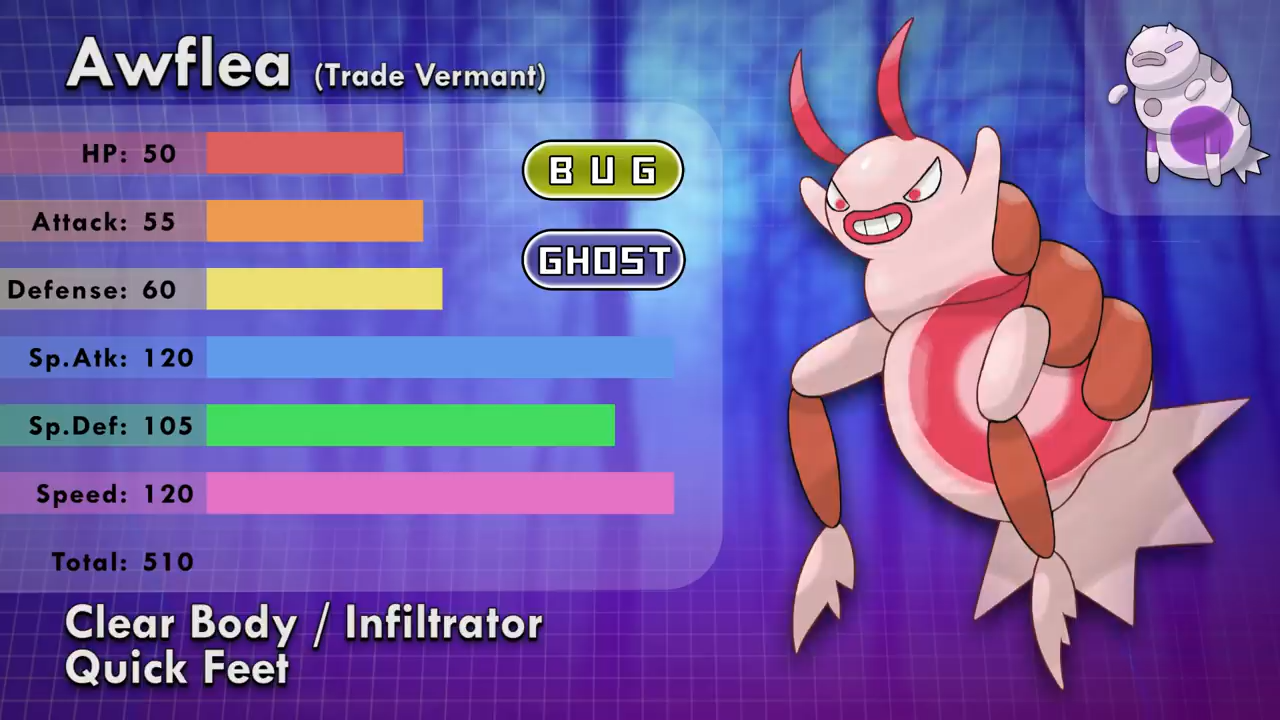 Awflea (Trade Vermant)
HP: 50
Attack: 55
Defense: 60
Sp.Atk: 120
Sp.Def: 105
Speed: 120
Total: 510
BUG
GHOST
Clear Body / Infiltrator
Quick Feet